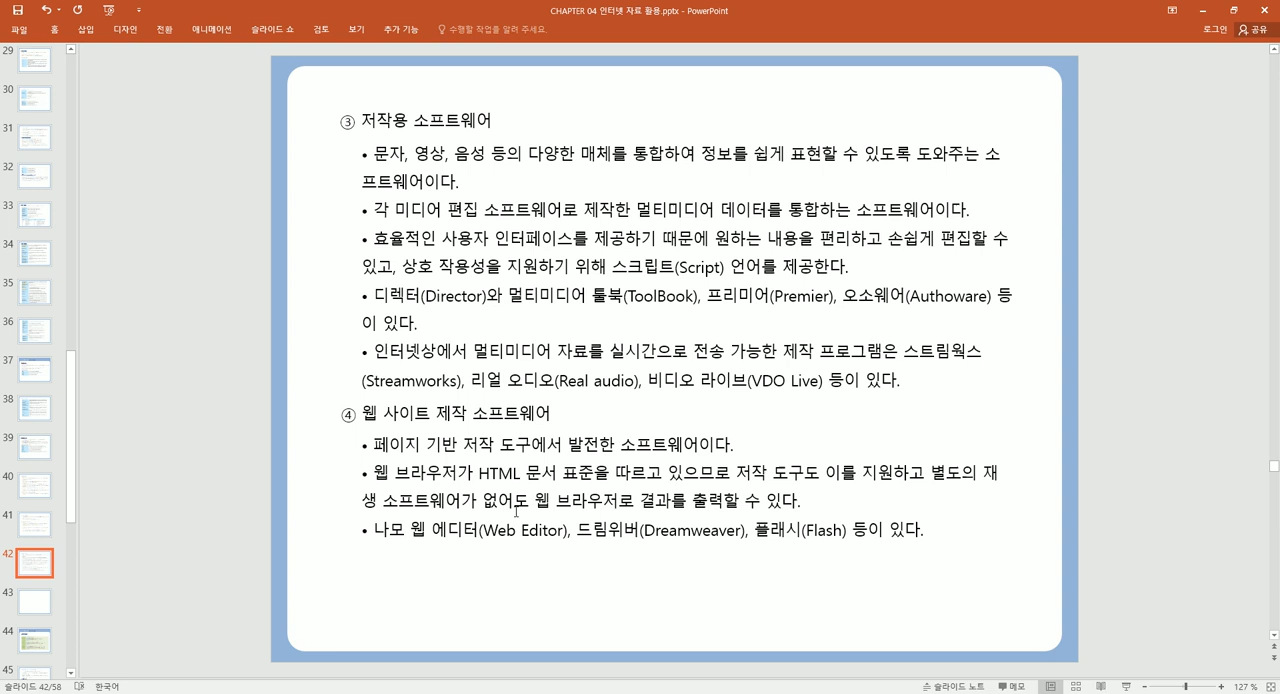 CHAPTER 04 인터넷 자료 활용.pptx - PowerPoint
파일 홈 삽입 디자인 전환 애니메이션 슬라이드 쇼 검토 보기 추가 기능 수행할 작업을 알려 주세요. 로그인 공유
29
30
31
32
33
34
35
36
37
38
39
40
41
42
43
44
45
③ 저작용 소프트웨어
• 문자, 영상, 음성 등의 다양한 매체를 통합하여 정보를 쉽게 표현할 수 있도록 도와주는 소
프트웨어이다.
• 각 미디어 편집 소프트웨어로 제작한 멀티미디어 데이터를 통합하는 소프트웨어이다.
• 효율적인 사용자 인터페이스를 제공하기 때문에 원하는 내용을 편리하고 손쉽게 편집할 수
있고, 상호 작용성을 지원하기 위해 스크립트(Script) 언어를 제공한다.
• 디렉터(Director)와 멀티미디어 툴북(ToolBook), 프리미어(Premier), 오소웨어(Authoware) 등
이 있다.
• 인터넷상에서 멀티미디어 자료를 실시간으로 전송 가능한 제작 프로그램은 스트림웍스
(Streamworks), 리얼 오디오(Real audio), 비디오 라이브(VDO Live) 등이 있다.
④ 웹 사이트 제작 소프트웨어
• 페이지 기반 저작 도구에서 발전한 소프트웨어이다.
• 웹 브라우저가 HTML 문서 표준을 따르고 있으므로 저작 도구도 이를 지원하고 별도의 재
생 소프트웨어가 없어도 웹 브라우저로 결과를 출력할 수 있다.
• 나모 웹 에디터(Web Editor), 드림위버(Dreamweaver), 플래시(Flash) 등이 있다.
슬라이드 42/58 한국어 슬라이드 노트 메모 127 %